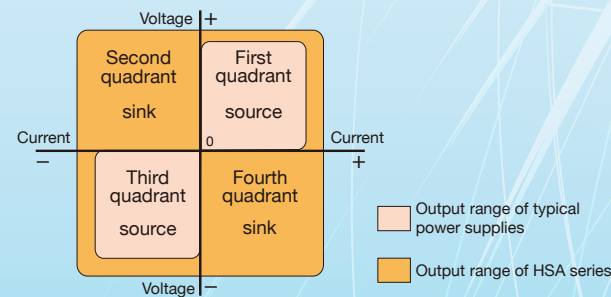 Voltage +
Second quadrant
sink
First quadrant
source
Current
−
0
Current
+
Third quadrant
source
Fourth quadrant
sink
Voltage −
Output range of typical
power supplies
Output range of HSA series